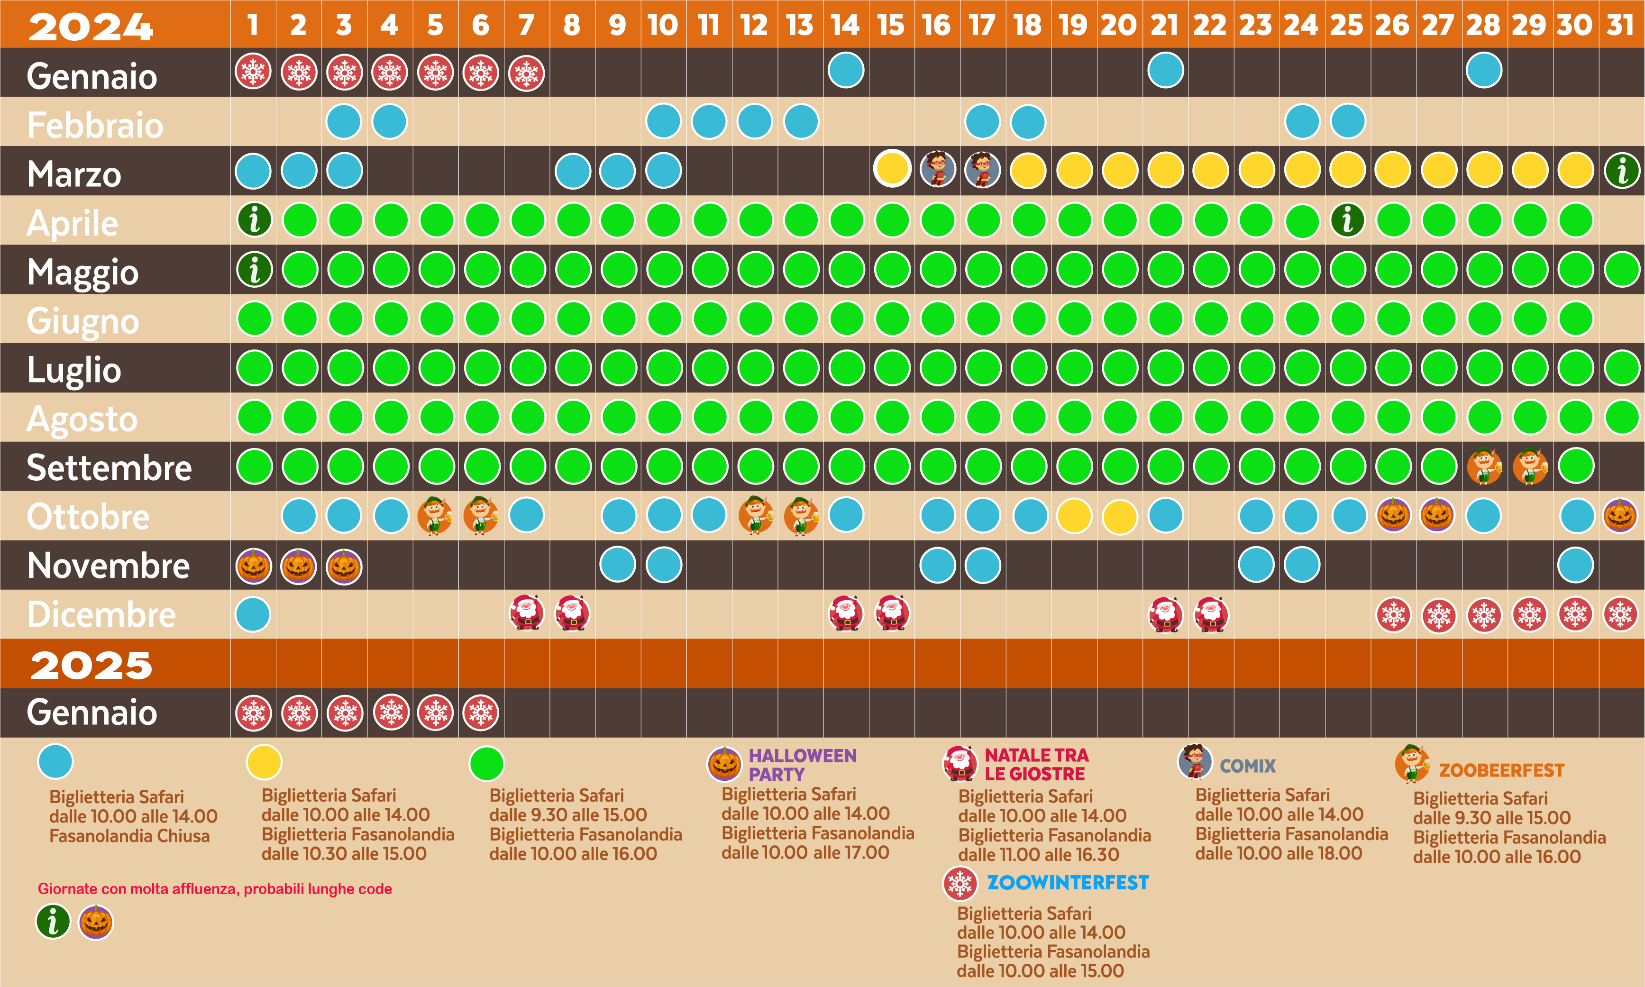 2024 1 2 3 4 5 6 7 8 9 10 11 12 13 14 15 16 17 18 19 20 21 22 23 24 25 26 27 28 29 30 31
Gennaio
Febbraio
Marzo i
Aprile i i
Maggio i
Giugno
Luglio
Agosto
Settembre
Ottobre
Novembre
Dicembre
2025
Gennaio
Biglietteria Safari
dalle 10.00 alle 14.00
Fasanolandia Chiusa
Biglietteria Safari
dalle 10.00 alle 14.00
Biglietteria Fasanolandia
dalle 10.30 alle 15.00
Biglietteria Safari
dalle 9.30 alle 15.00
Biglietteria Fasanolandia
dalle 10.00 alle 16.00
HALLOWEEN
PARTY
Biglietteria Safari
dalle 10.00 alle 14.00
Biglietteria Fasanolandia
dalle 10.00 alle 17.00
NATALE TRA
LE GIOSTRE
Biglietteria Safari
dalle 10.00 alle 14.00
Biglietteria Fasanolandia
dalle 11.00 alle 16.30
COMIX
Biglietteria Safari
dalle 10.00 alle 14.00
Biglietteria Fasanolandia
dalle 10.00 alle 18.00
ZOOBEERFEST
Biglietteria Safari
dalle 9.30 alle 15.00
Biglietteria Fasanolandia
dalle 10.00 alle 16.00
ZOOWINTERFEST
Biglietteria Safari
dalle 10.00 alle 14.00
Biglietteria Fasanolandia
dalle 10.00 alle 15.00
Giornate con molta affluenza, probabili lunghe code
i